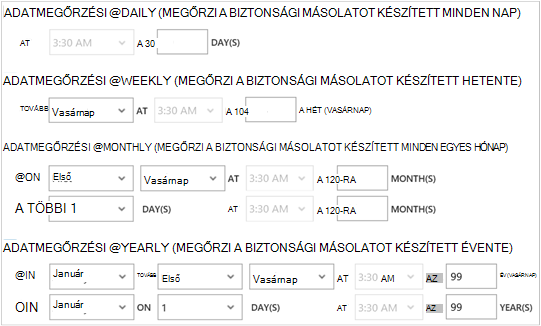 ADATMEGŐRZÉSI @DAILY (MEGŐRZI A BIZTONSÁGI MÁSOLATOT KÉSZÍTETT MINDEN NAP)
AT 3:30 AM A 30 DAY(S)
ADATMEGŐRZÉSI @WEEKLY (MEGŐRZI A BIZTONSÁGI MÁSOLATOT KÉSZÍTETT HETENTE)
TOVÁBB Vasárnap AT 3:30 AM A 104 A HÉT (VASÁRNAP)
ADATMEGŐRZÉSI @MONTHLY (MEGŐRZI A BIZTONSÁGI MÁSOLATOT KÉSZÍTETT MINDEN EGYES HÓNAP)
@ON Első Vasárnap AT 3:30 AM A 120-RA MONTH(S)
A TÖBBI 1 DAY(S) AT 3:30 AM A 120-RA MONTH(S)
ADATMEGŐRZÉSI @YEARLY (MEGŐRZI A BIZTONSÁGI MÁSOLATOT KÉSZÍTETT ÉVENTE)
@IN Január TOVÁBB Első Vasárnap AT 3:30 AM AZ 99 ÉV (VASÁRNAP)
OIN Január ON 1 DAY(S) AT 3:30 AM AZ 99 YEAR(S)